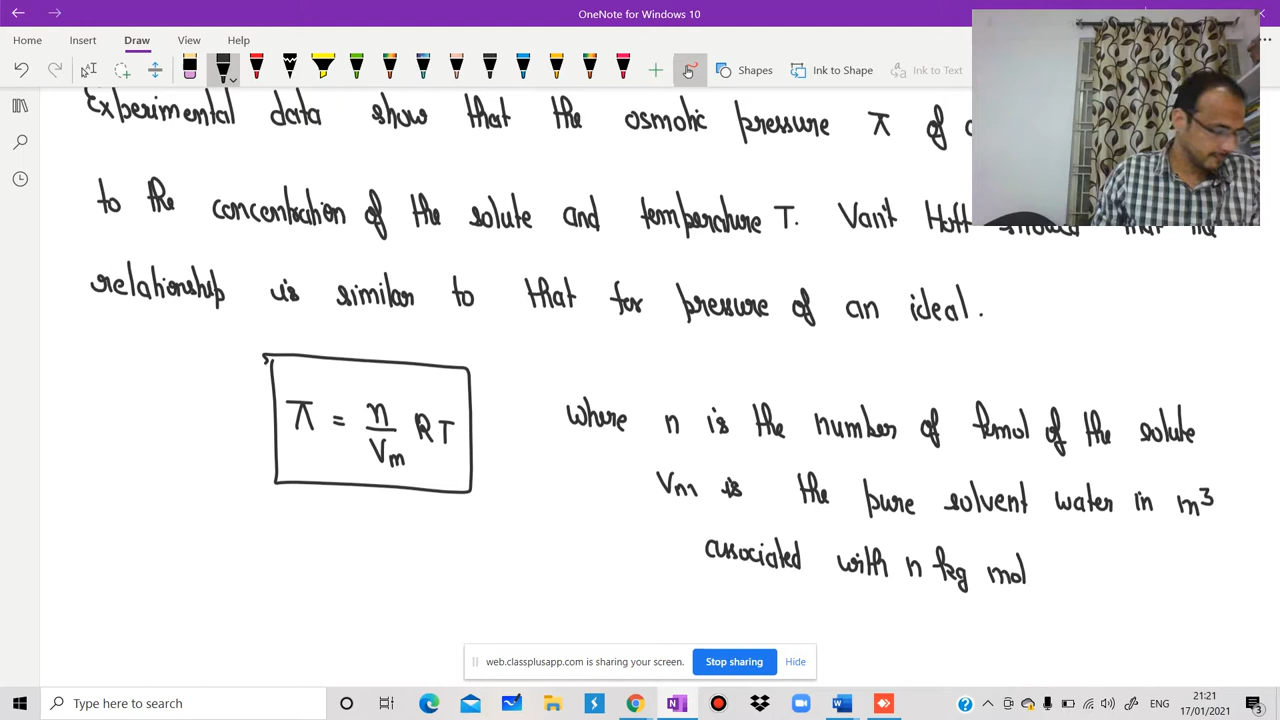 OneNote for Windows 10
Home Insert Draw View Help
Shapes Ink to Shape Ink to Text
Experimental data show that the osmotic pressure π of
to the concentration of the solute and temperature T. Van't Hoff showed that the
relationship is similar to that for pressure of an ideal.
π = n/Vm RT
where n is the number of kmol of the solute
Vm is the pure solvent water in m³
associated with n kg mol
web.classplusapp.com is sharing your screen. Stop sharing Hide
Type here to search
ENG
21:21
17/01/2021
3